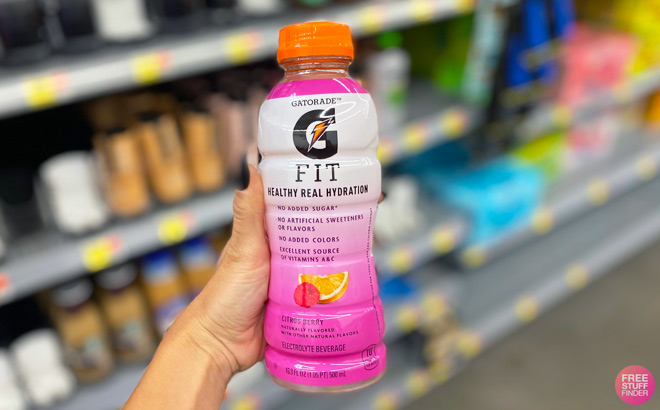 GATORADE™
G
FIT
HEALTHY REAL HYDRATION
NO ADDED SUGAR*
NO ARTIFICIAL SWEETENERS
OR FLAVORS
NO ADDED COLORS
EXCELLENT SOURCE
OF VITAMINS A&C
CITRUS BERRY
NATURALLY FLAVORED
WITH OTHER NATURAL FLAVORS
ELECTROLYTE BEVERAGE
16.9 FL OZ (1.05 PT) 500 mL
10
FREE
STUFF
FINDER